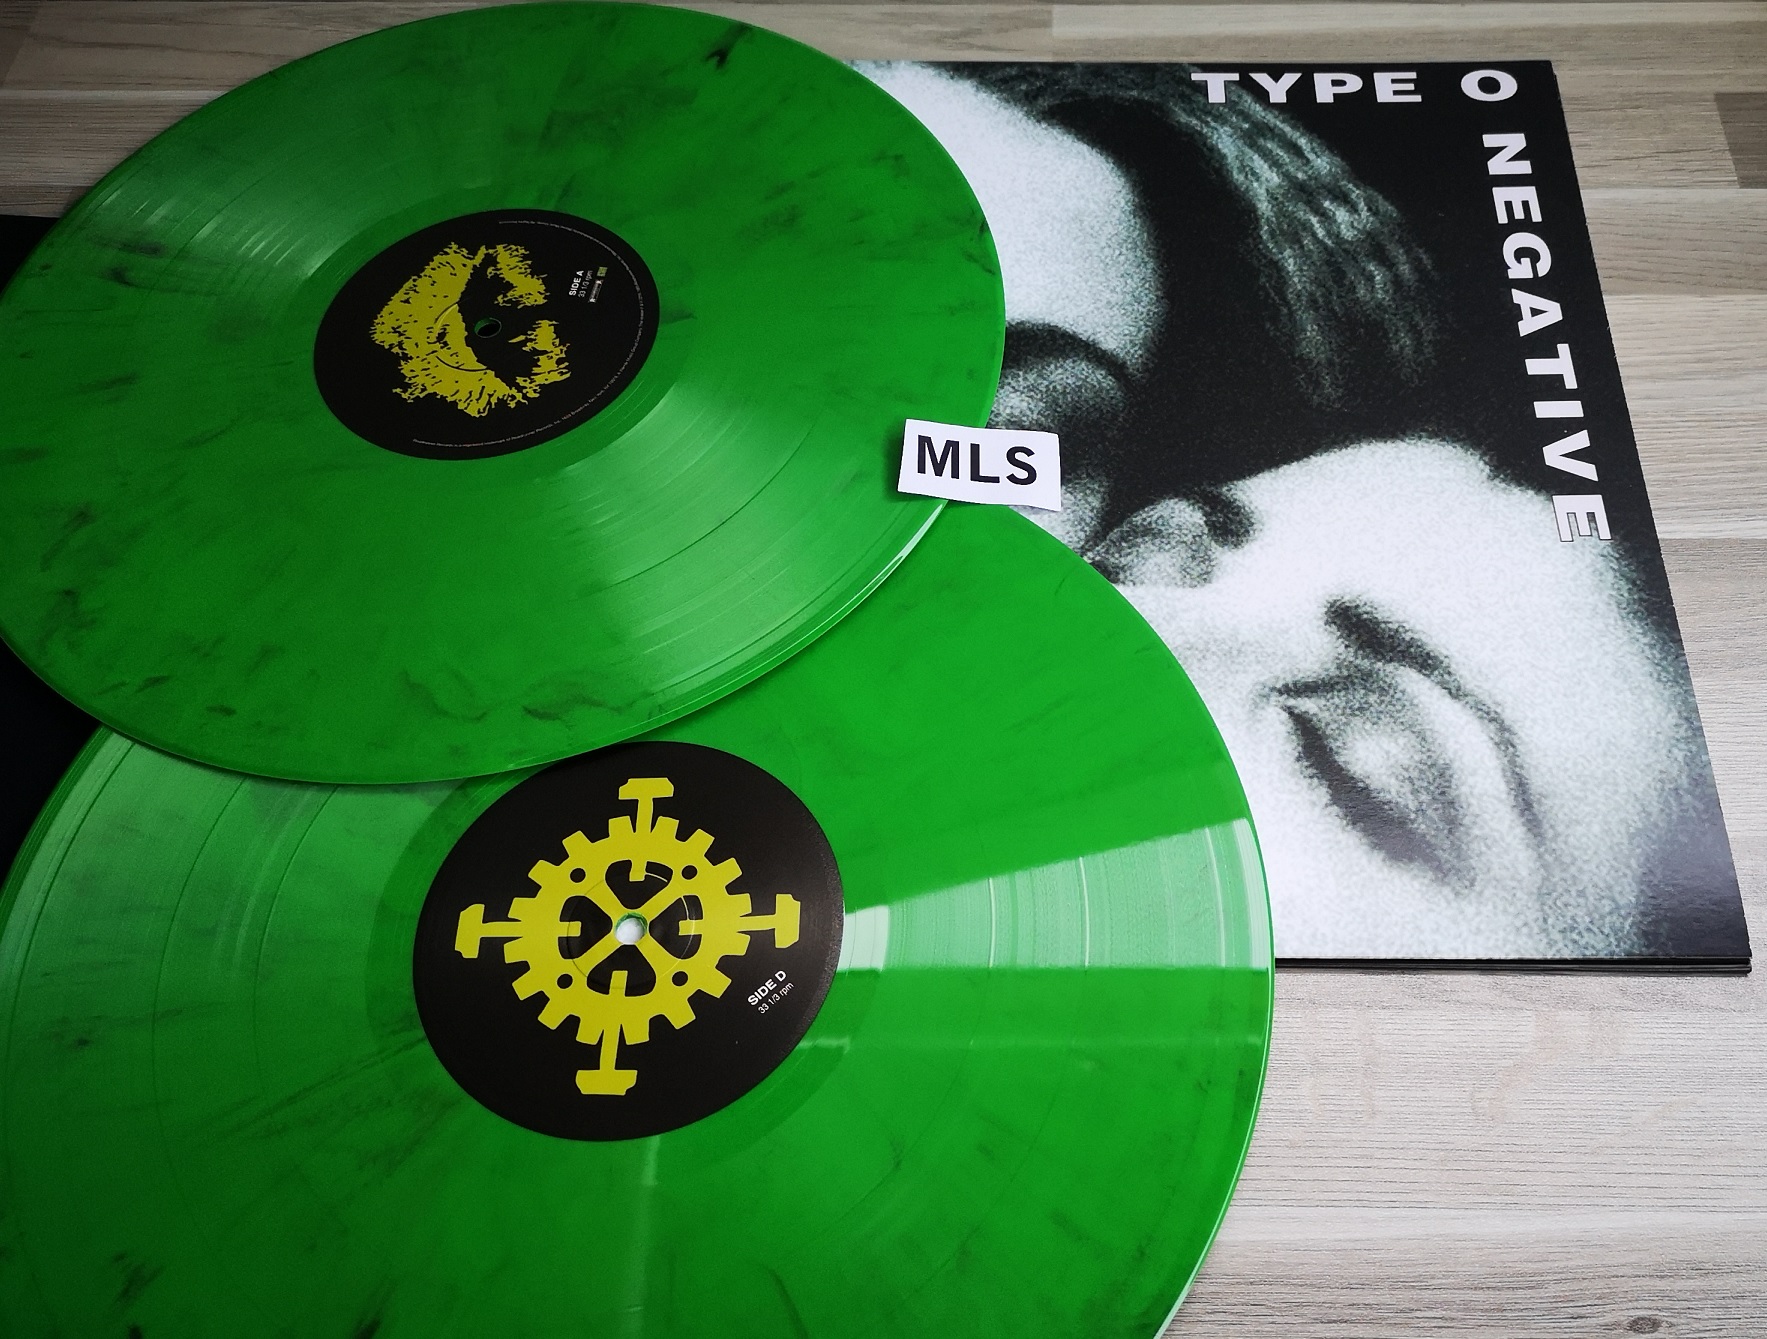 TYPE O
NEGATIVE
MLS
SIDE A
33 1/3 rpm
SIDE D
33 1/3 rpm